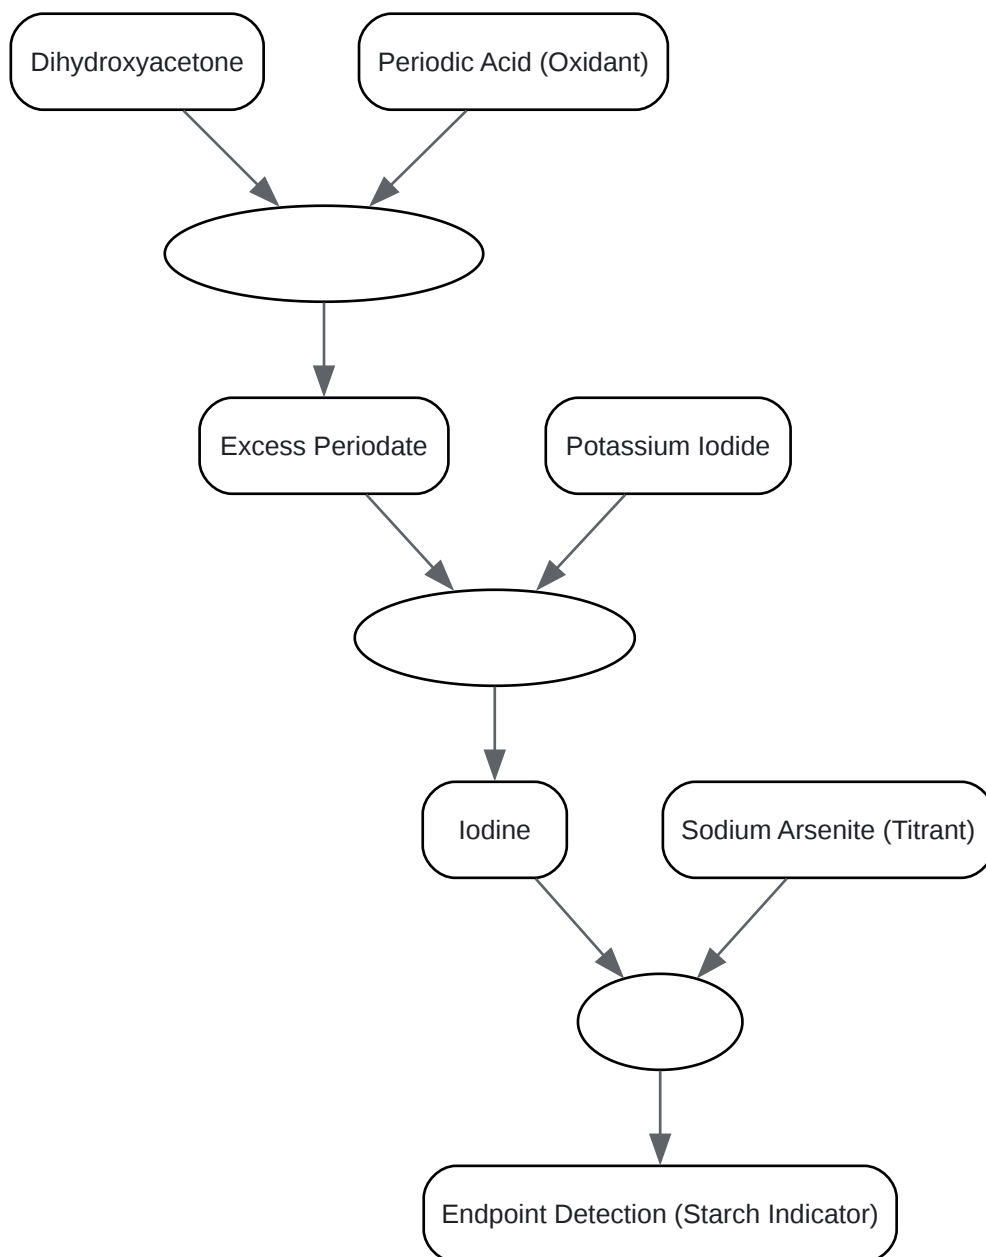 Dihydroxyacetone
Periodic Acid (Oxidant)
Excess Periodate
Potassium Iodide
Iodine
Sodium Arsenite (Titrant)
Endpoint Detection (Starch Indicator)